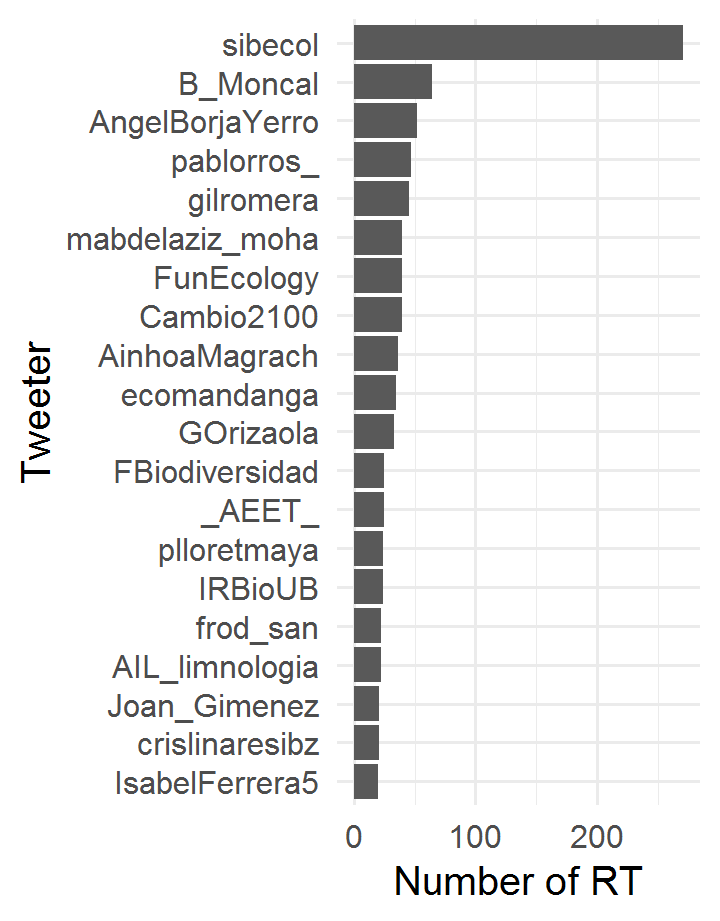 sibecol
B_Moncal
AngelBorjaYerro
pablorros_
gilromera
mabdelaziz_moha
FunEcology
Cambio2100
AinhoaMagrach
ecomandanga
GOrizaola
FBiodiversidad
_AEET_
plloretmaya
IRBioUB
frod_san
AIL_limnologia
Joan_Gimenez
crislinaresibz
IsabelFerrera5
Tweeter
0 100 200
Number of RT